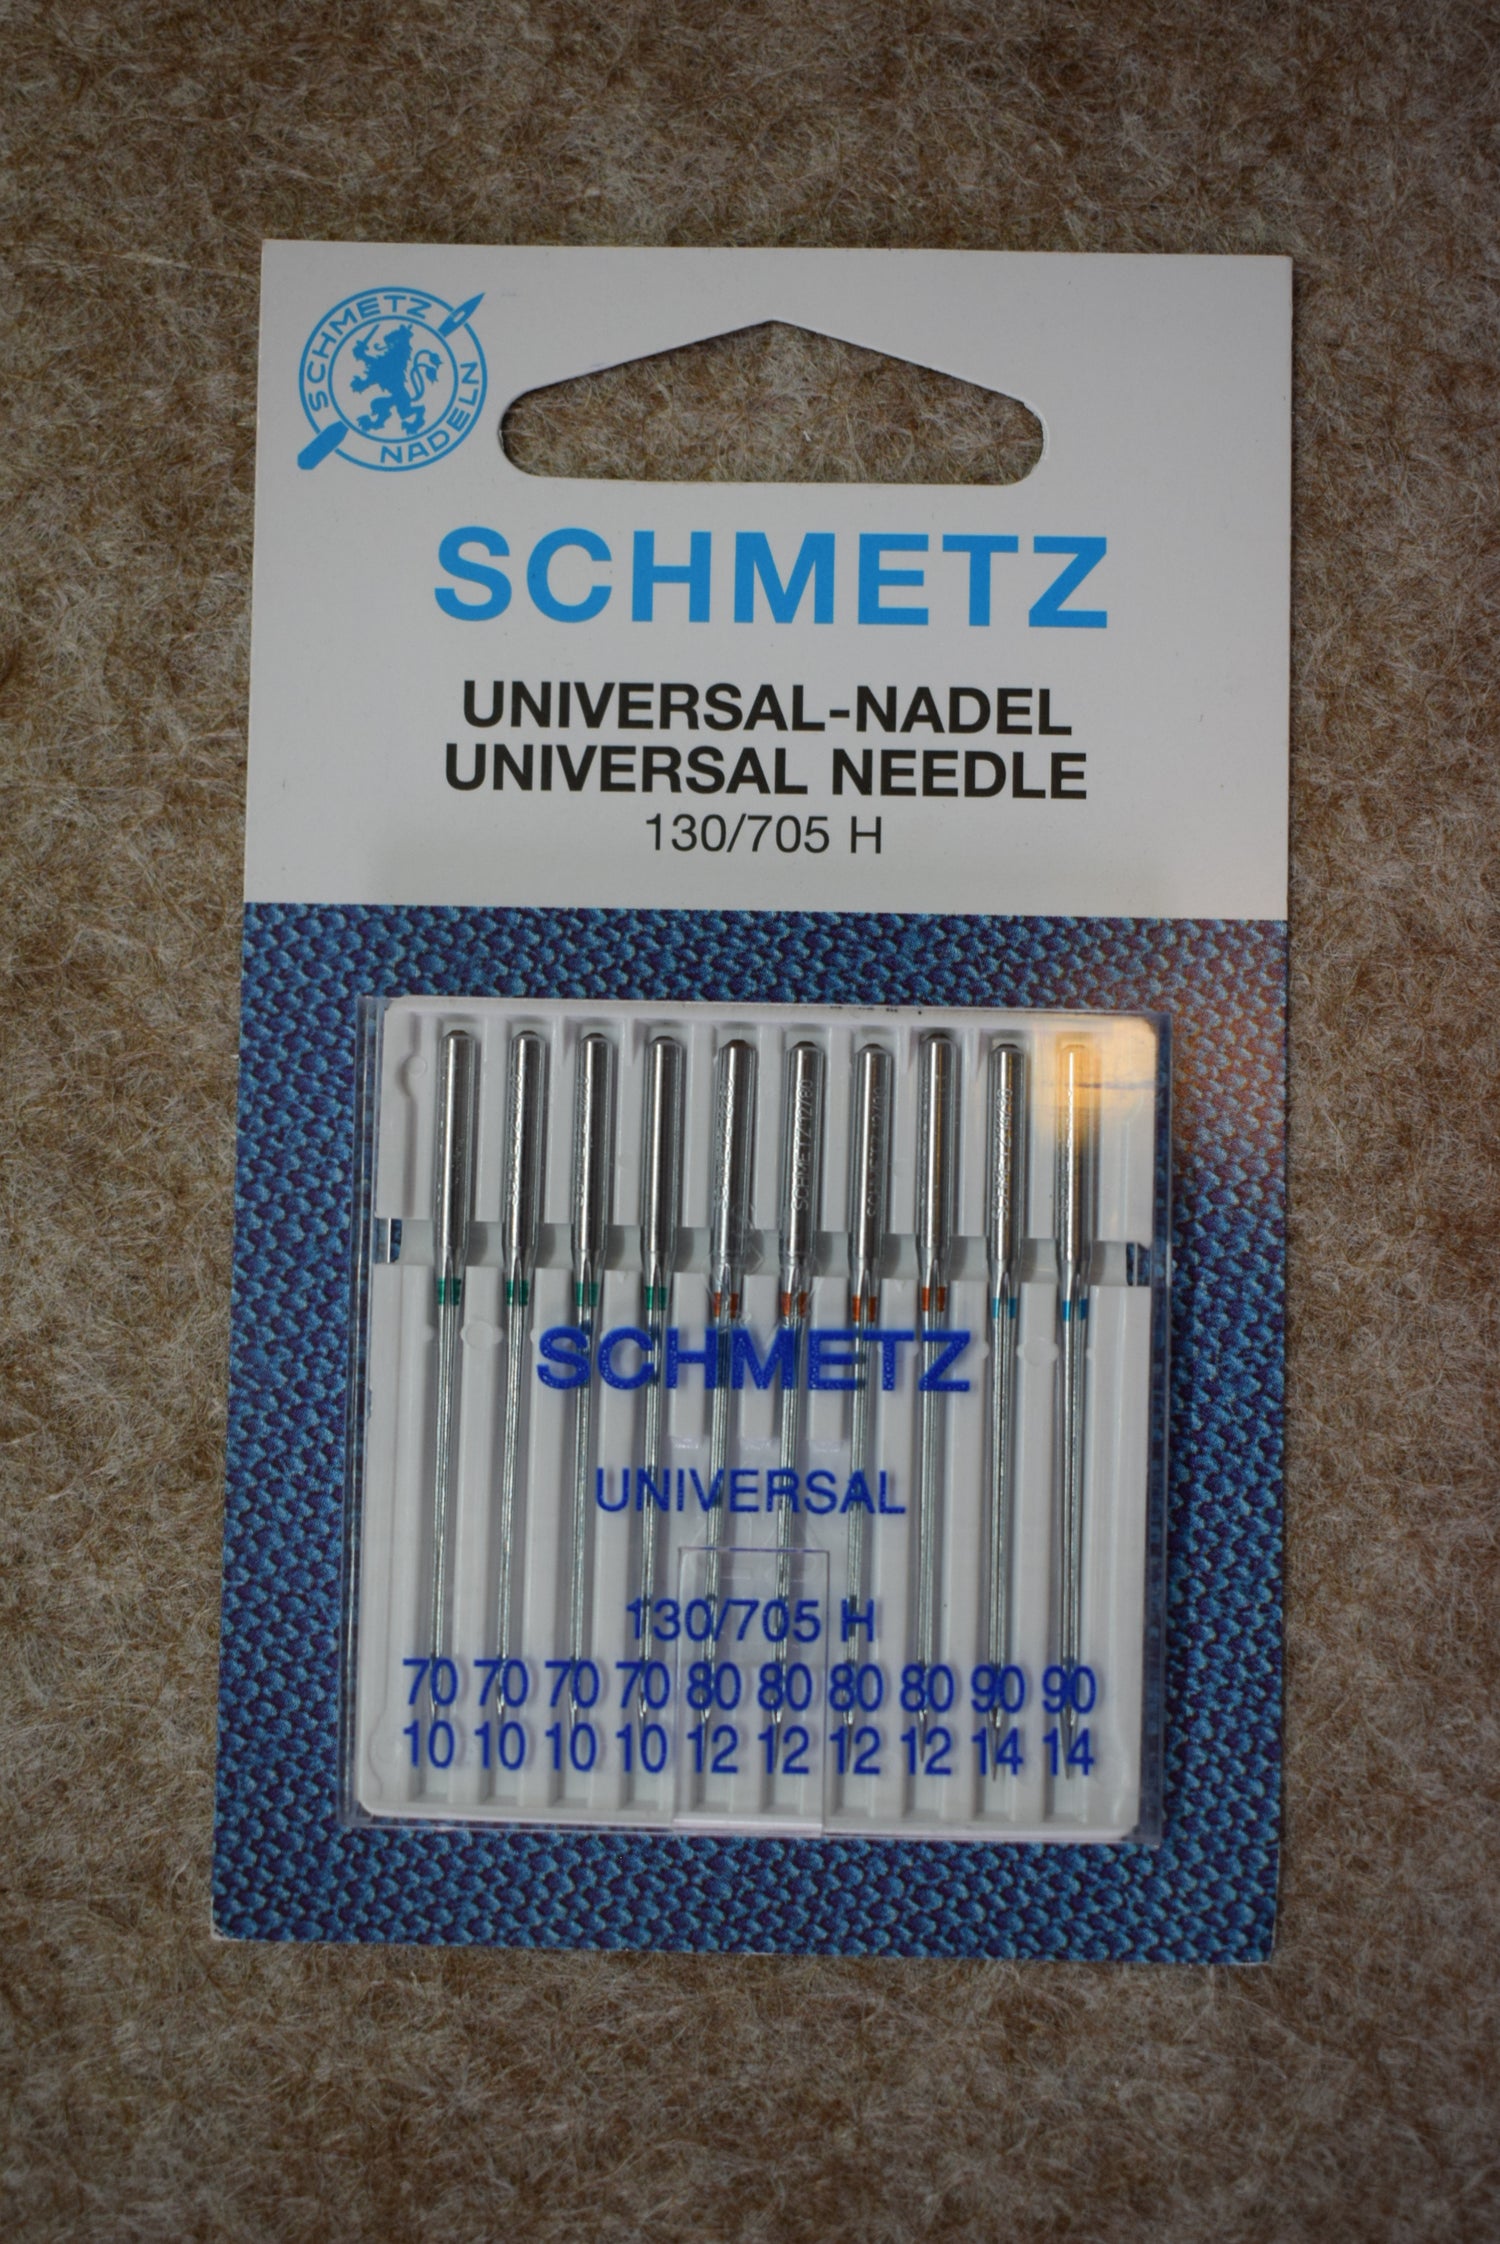 SCHMETZ NADELN
SCHMETZ
UNIVERSAL-NADEL
UNIVERSAL NEEDLE
130/705 H
SCHMETZ
UNIVERSAL
130/705 H
70 70 70 70 80 80 80 80 90 90
10 10 10 10 12 12 12 12 14 14